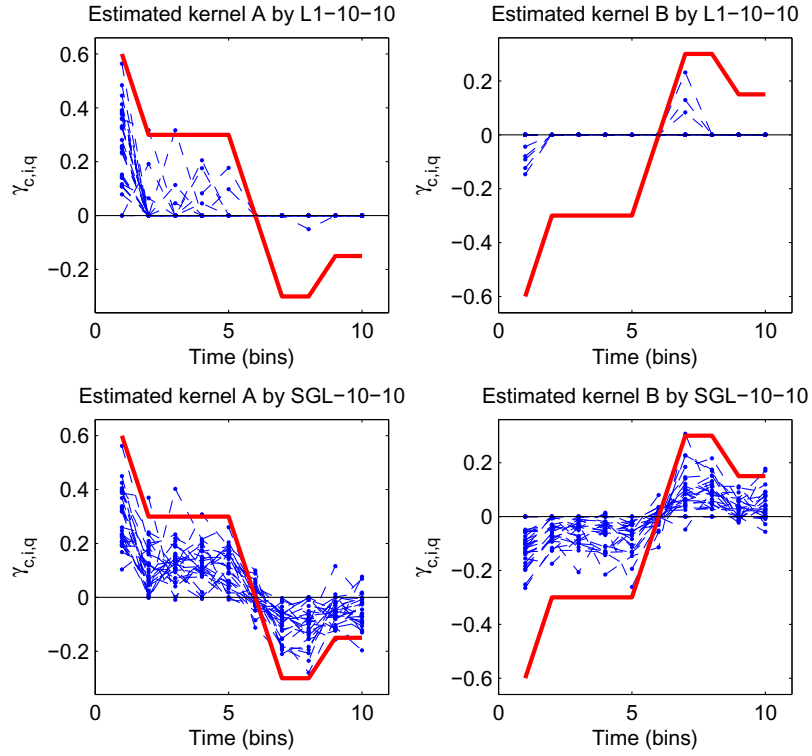 Estimated kernel A by L1−10−10
0.6
0.4
0.2
0
−0.2
γc,i,q
0
5
10
Time (bins)
Estimated kernel B by L1−10−10
0.2
0
−0.2
−0.4
−0.6
γc,i,q
0
5
10
Time (bins)
Estimated kernel A by SGL−10−10
0.6
0.4
0.2
0
−0.2
γc,i,q
0
5
10
Time (bins)
Estimated kernel B by SGL−10−10
0.2
0
−0.2
−0.4
−0.6
γc,i,q
0
5
10
Time (bins)